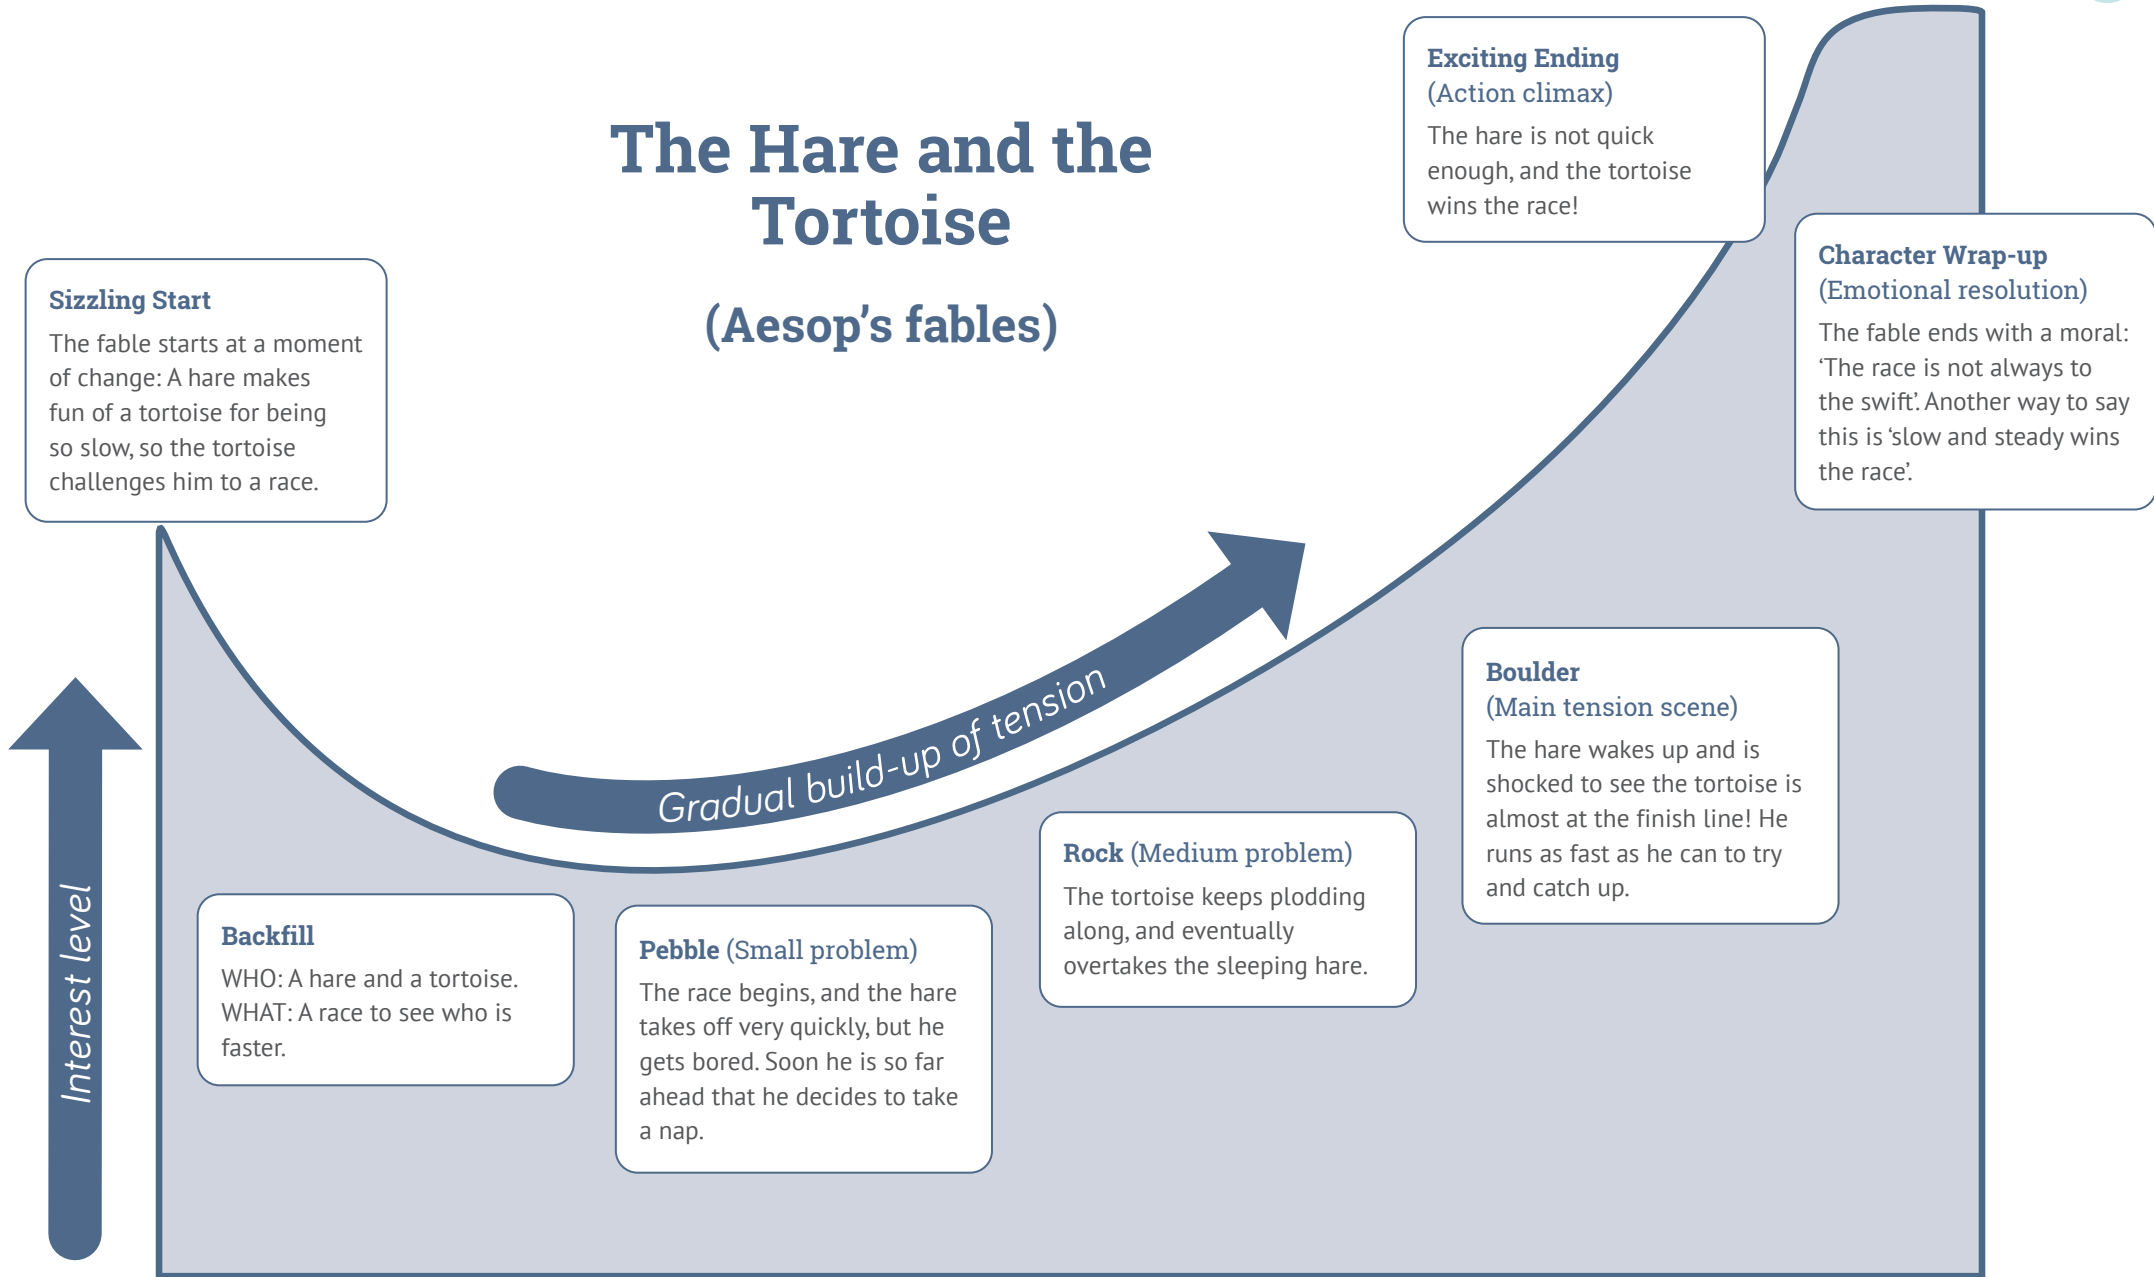 The Hare and the
Tortoise
(Aesop’s fables)
Sizzling Start
The fable starts at a moment
of change: A hare makes
fun of a tortoise for being
so slow, so the tortoise
challenges him to a race.
Backfill
WHO: A hare and a tortoise.
WHAT: A race to see who is
faster.
Pebble (Small problem)
The race begins, and the hare
takes off very quickly, but he
gets bored. Soon he is so far
ahead that he decides to take
a nap.
Rock (Medium problem)
The tortoise keeps plodding
along, and eventually
overtakes the sleeping hare.
Boulder
(Main tension scene)
The hare wakes up and is
shocked to see the tortoise is
almost at the finish line! He
runs as fast as he can to try
and catch up.
Exciting Ending
(Action climax)
The hare is not quick
enough, and the tortoise
wins the race!
Character Wrap-up
(Emotional resolution)
The fable ends with a moral:
‘The race is not always to
the swift’. Another way to say
this is ‘slow and steady wins
the race’.
Gradual build-up of tension
Interest level